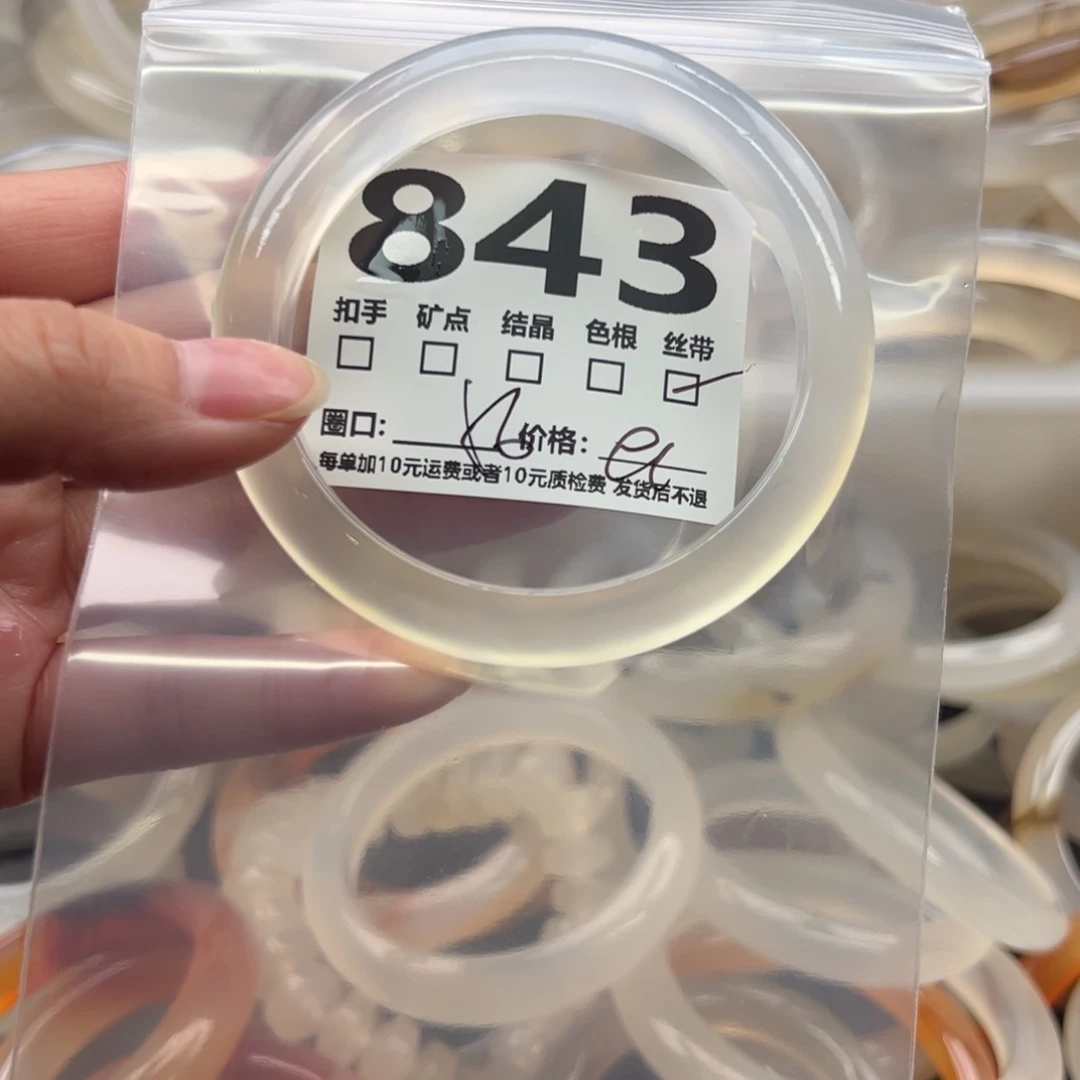 843
扣手 矿点 结晶 色根 丝带
圈口: 价格:
每单加10元运费或者10元质检费 发货后不退